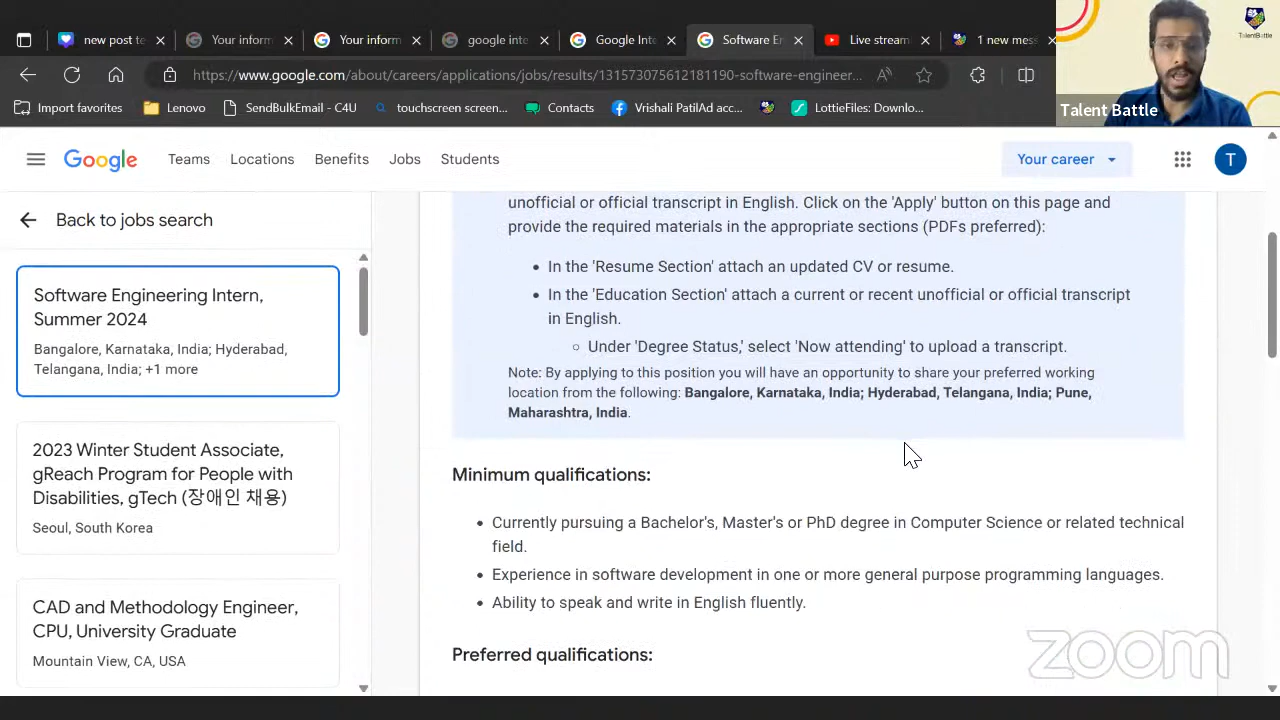 new post te
Your inform
Your inform
google inte
Google Inte
Software En
Live stream
1 new mess
https://www.google.com/about/careers/applications/jobs/results/131573075612181190-software-engineer...
Import favorites
Lenovo
SendBulkEmail - C4U
touchscreen screen...
Contacts
Vrishali PatilAd acc...
LottieFiles: Downlo...
TalentBattle
Talent Battle
Google
Teams
Locations
Benefits
Jobs
Students
Your career
T
Back to jobs search
Software Engineering Intern,
Summer 2024
Bangalore, Karnataka, India; Hyderabad,
Telangana, India; +1 more
2023 Winter Student Associate,
gReach Program for People with
Disabilities, gTech (장애인 채용)
Seoul, South Korea
CAD and Methodology Engineer,
CPU, University Graduate
Mountain View, CA, USA
unofficial or official transcript in English. Click on the 'Apply' button on this page and
provide the required materials in the appropriate sections (PDFs preferred):
• In the 'Resume Section' attach an updated CV or resume.
• In the 'Education Section' attach a current or recent unofficial or official transcript
in English.
○ Under 'Degree Status,' select 'Now attending' to upload a transcript.
Note: By applying to this position you will have an opportunity to share your preferred working
location from the following: Bangalore, Karnataka, India; Hyderabad, Telangana, India; Pune,
Maharashtra, India.
Minimum qualifications:
• Currently pursuing a Bachelor's, Master's or PhD degree in Computer Science or related technical
field.
• Experience in software development in one or more general purpose programming languages.
• Ability to speak and write in English fluently.
Preferred qualifications:
zoom